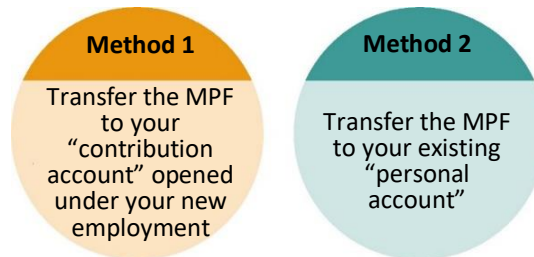 Method 1
Transfer the MPF
to your
“contribution
account” opened
under your new
employment
Method 2
Transfer the MPF
to your existing
“personal
account”